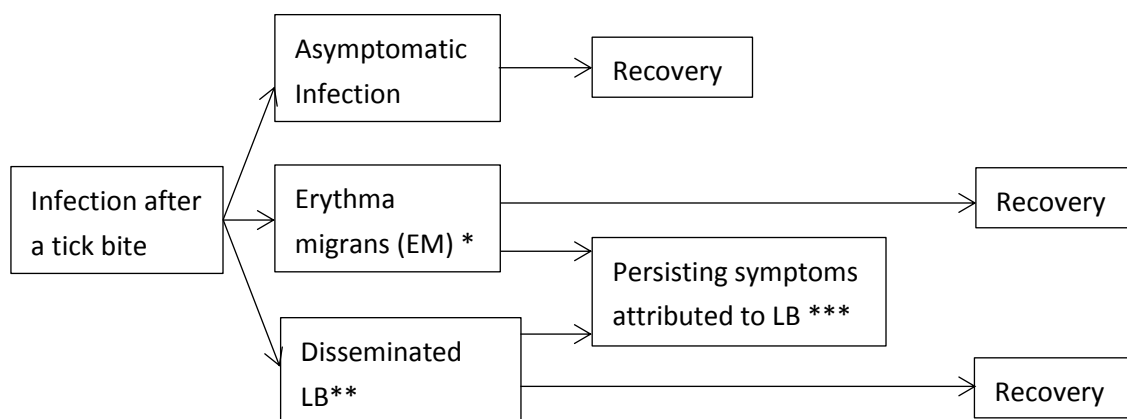 Asymptomatic
Infection
Recovery
Infection after
a tick bite
Erythma
migrans (EM) *
Recovery
Persisting symptoms
attributed to LB ***
Disseminated
LB**
Recovery